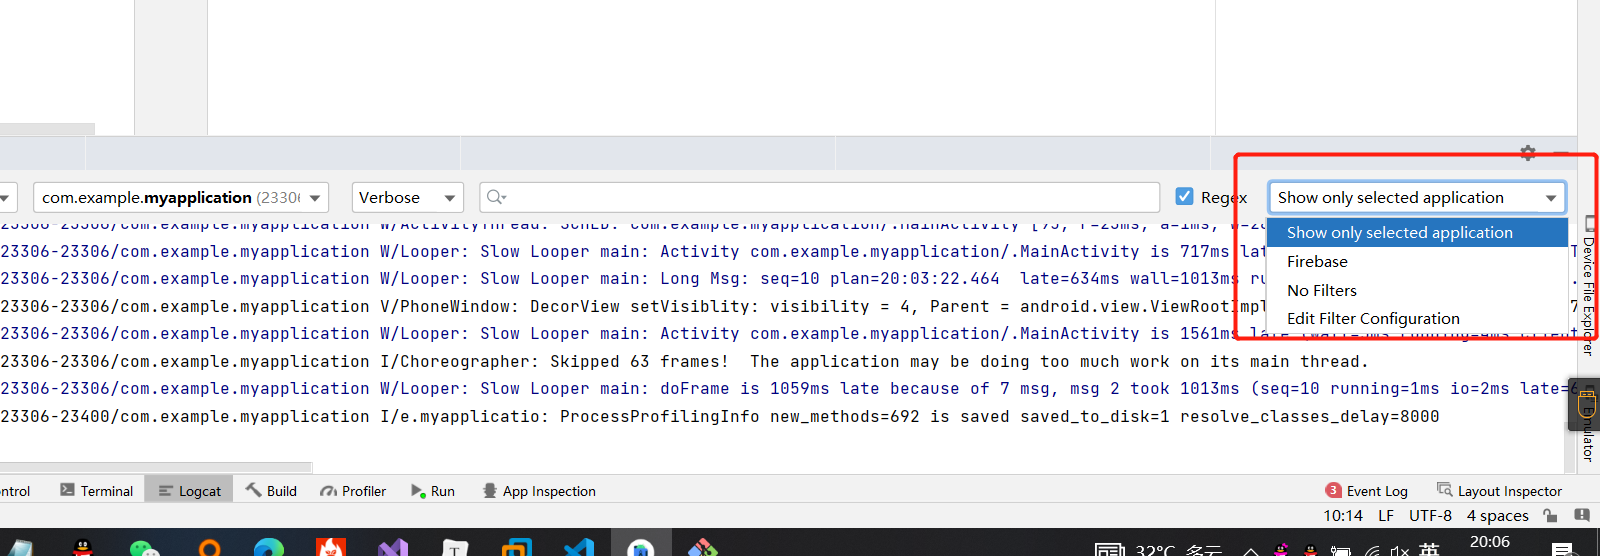 com.example.myapplication (23306
Verbose
Regex
Show only selected application
Show only selected application
Firebase
No Filters
Edit Filter Configuration
23306-23306/com.example.myapplication W/ActivityThread: SCHED: com.example.myapplication/.MainActivity [95, r=25ms, a=1ms, w=28
23306-23306/com.example.myapplication W/Looper: Slow Looper main: Activity com.example.myapplication/.MainActivity is 717ms lat
23306-23306/com.example.myapplication W/Looper: Slow Looper main: Long Msg: seq=10 plan=20:03:22.464  late=634ms wall=1013ms ru
23306-23306/com.example.myapplication V/PhoneWindow: DecorView setVisiblity: visibility = 4, Parent = android.view.ViewRootImpl
23306-23306/com.example.myapplication W/Looper: Slow Looper main: Activity com.example.myapplication/.MainActivity is 1561ms late (wall=
23306-23306/com.example.myapplication I/Choreographer: Skipped 63 frames!  The application may be doing too much work on its main thread.
23306-23306/com.example.myapplication W/Looper: Slow Looper main: doFrame is 1059ms late because of 7 msg, msg 2 took 1013ms (seq=10 running=1ms io=2ms late=6
23306-23400/com.example.myapplication I/e.myapplicatio: ProcessProfilingInfo new_methods=692 is saved saved_to_disk=1 resolve_classes_delay=8000
Device File Explorer
Emulator
ontrol
Terminal
Logcat
Build
Profiler
Run
App Inspection
3 Event Log
Layout Inspector
10:14 LF UTF-8 4 spaces
32°C 多云
英
20:06